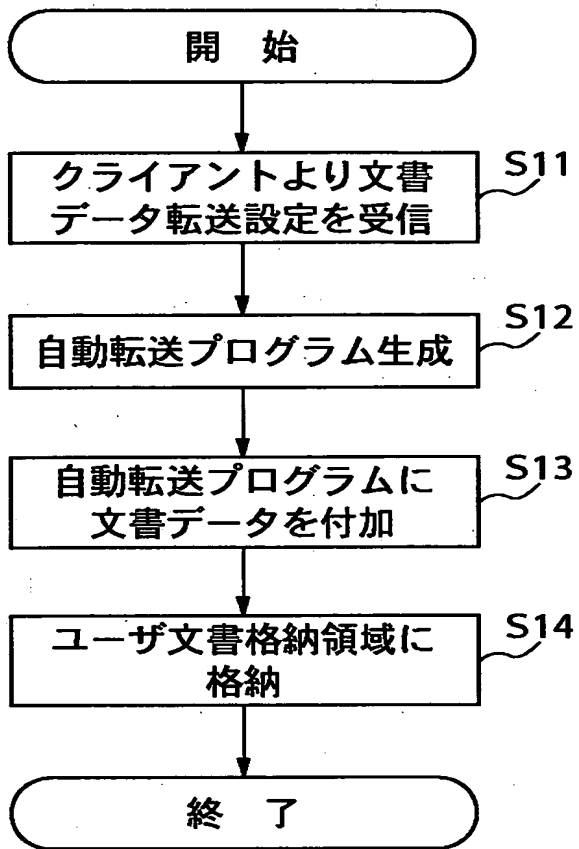 開 始
クライアントより文書
データ転送設定を受信
S11
自動転送プログラム生成
S12
自動転送プログラムに
文書データを付加
S13
ユーザ文書格納領域に
格納
S14
終 了